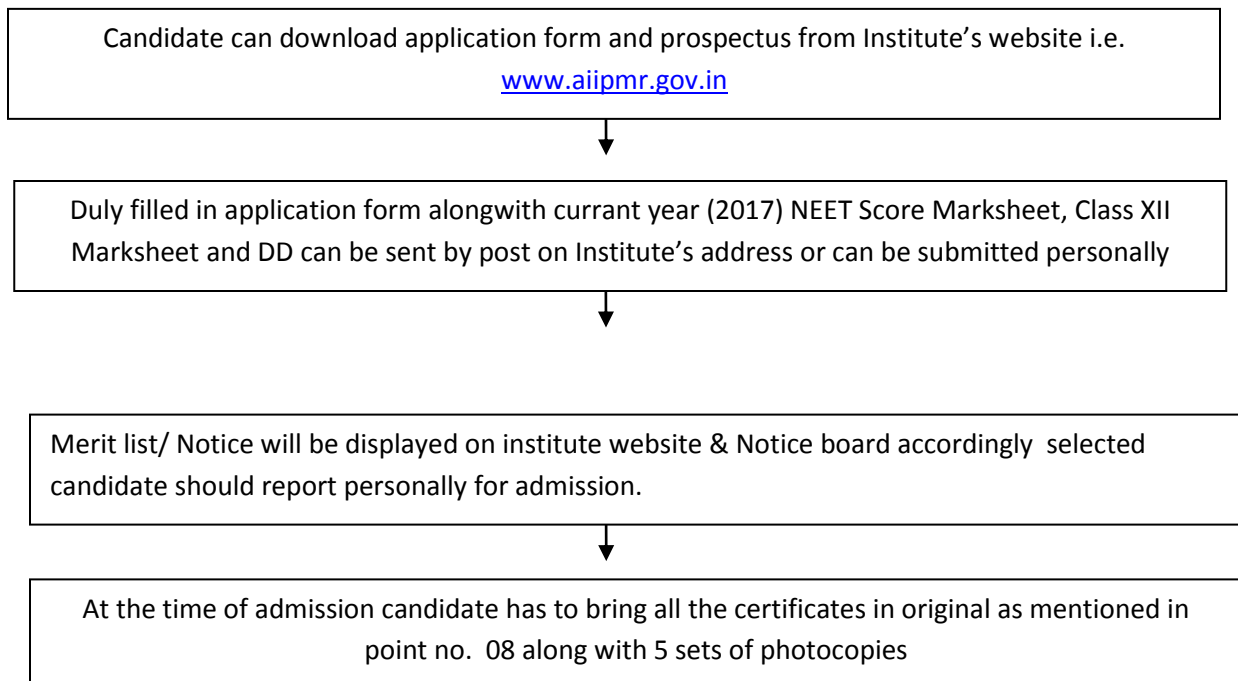 Candidate can download application form and prospectus from Institute’s website i.e.
www.aiipmr.gov.in
Duly filled in application form alongwith currant year (2017) NEET Score Marksheet, Class XII
Marksheet and DD can be sent by post on Institute’s address or can be submitted personally
Merit list/ Notice will be displayed on institute website & Notice board accordingly selected
candidate should report personally for admission.
At the time of admission candidate has to bring all the certificates in original as mentioned in
point no. 08 along with 5 sets of photocopies